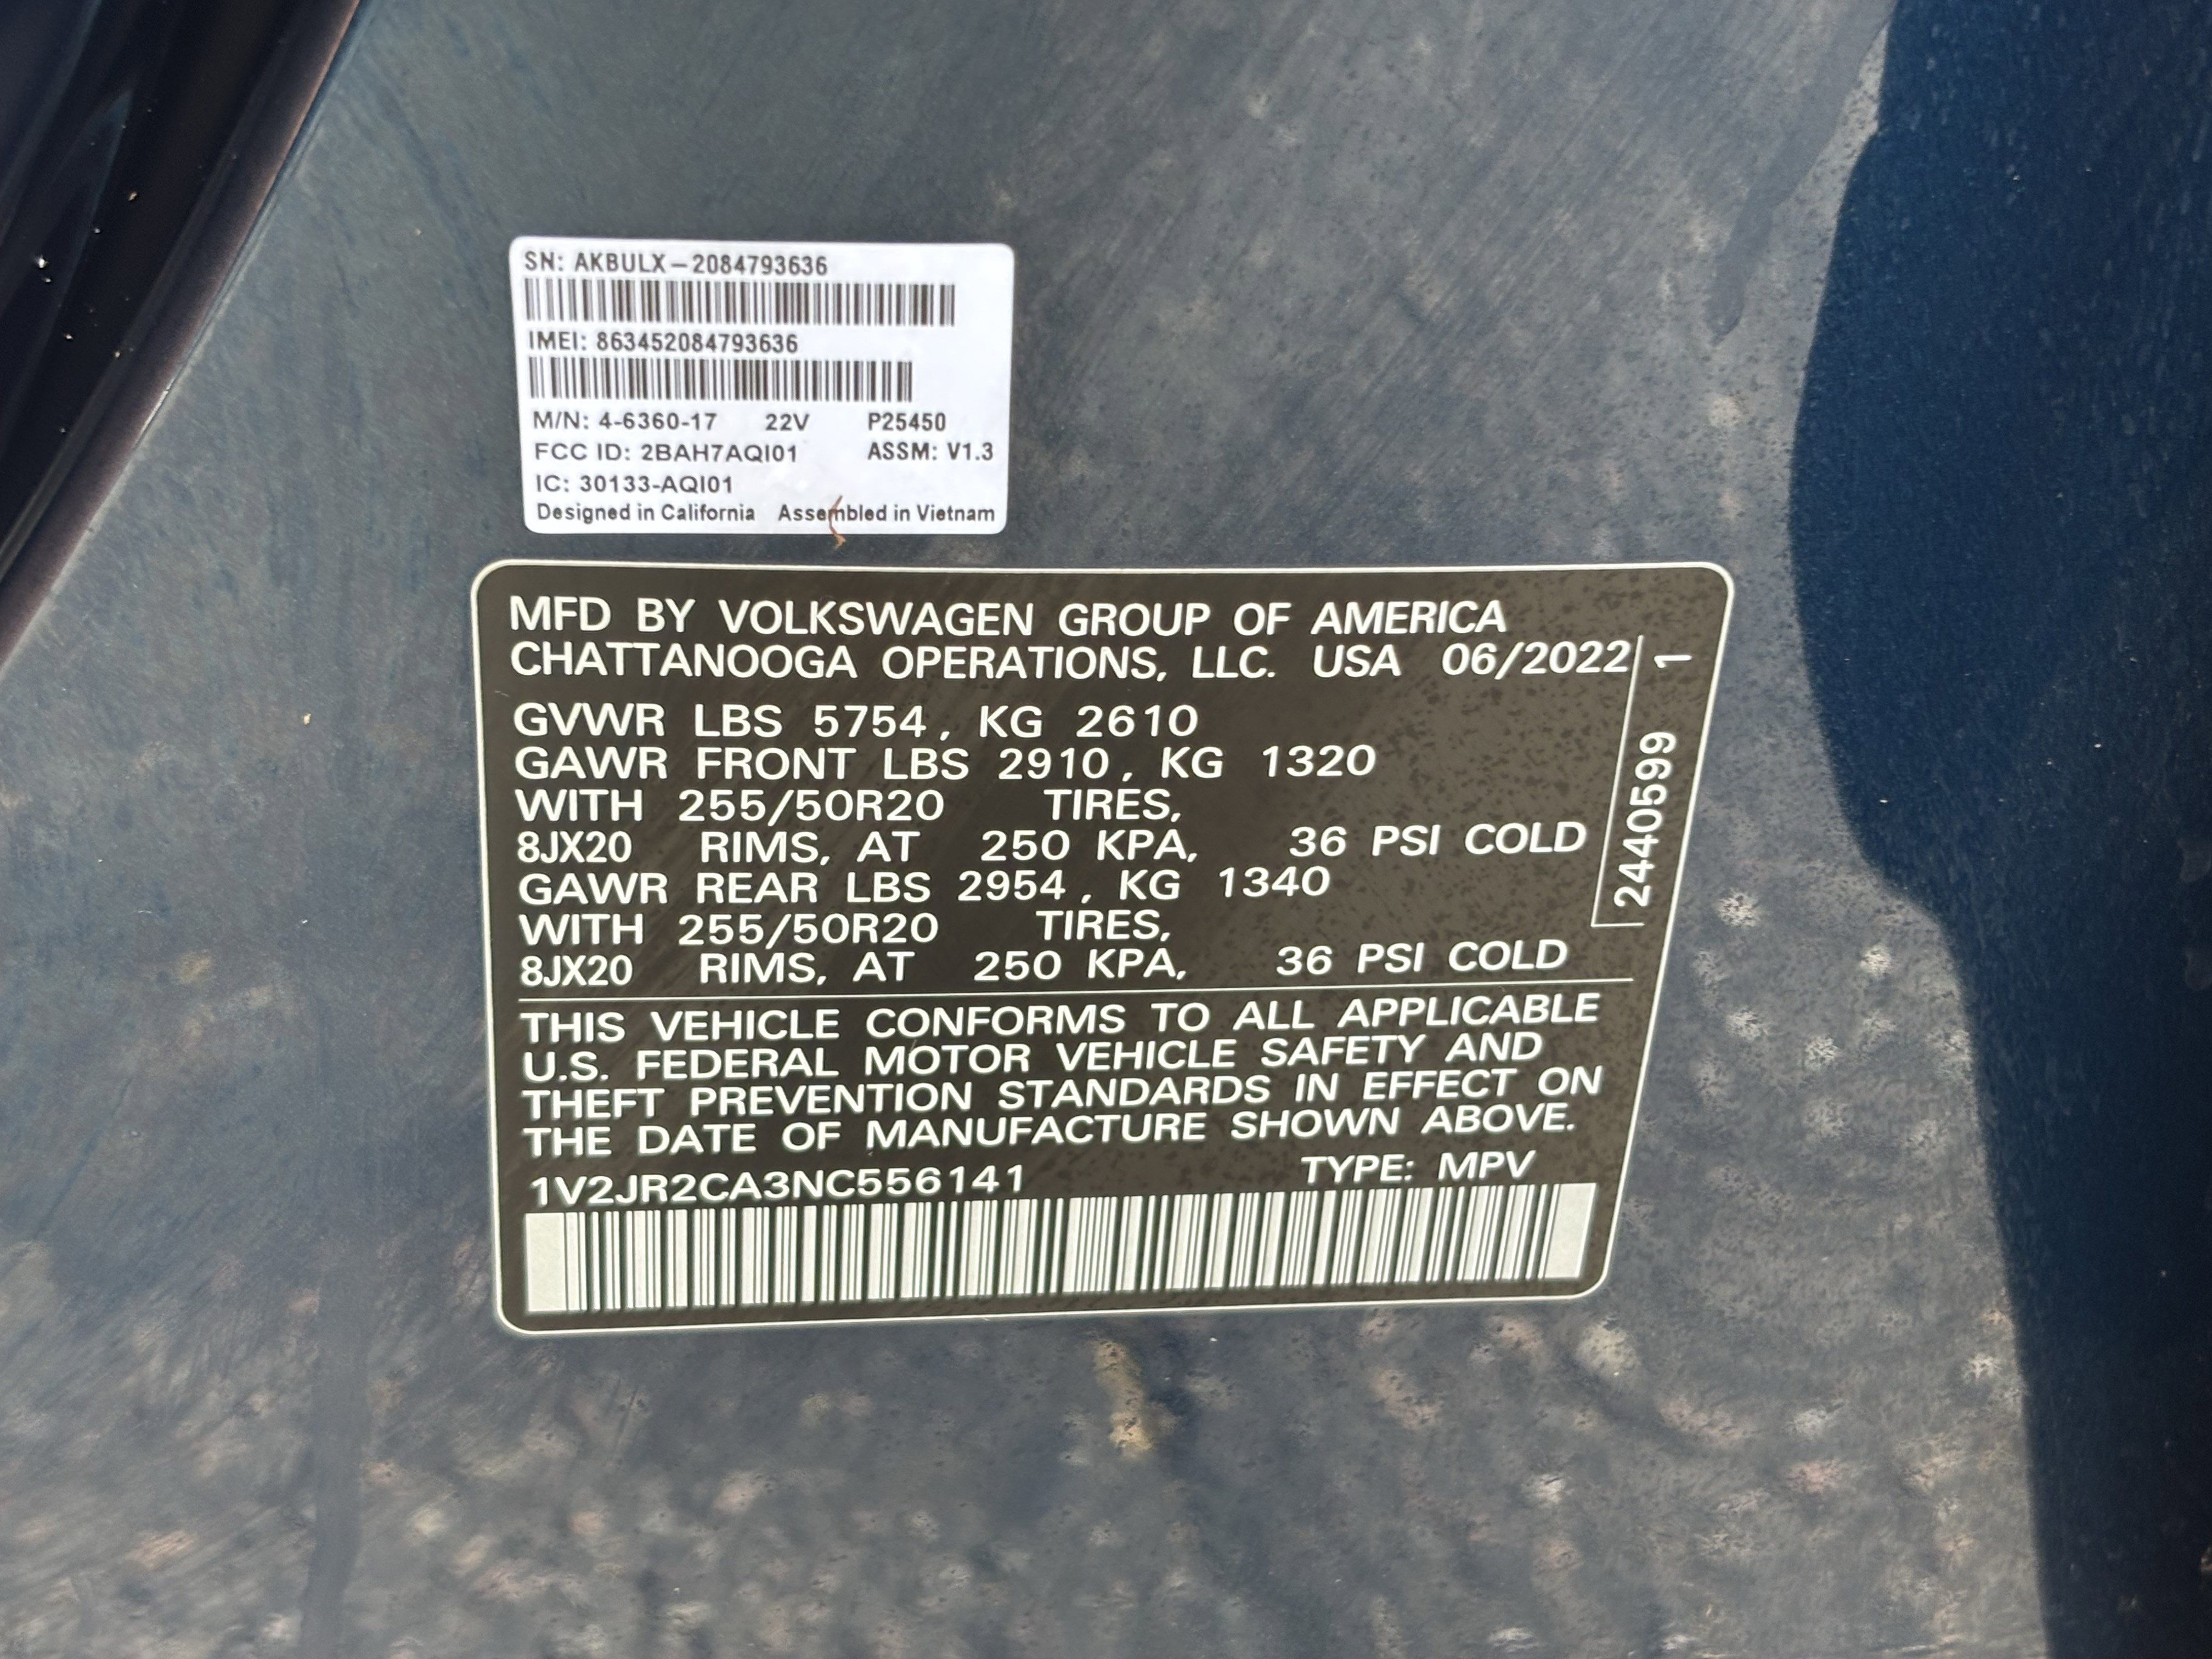 SN: AKBULX-2084793636
IMEI: 863452084793636
M/N: 4-6360-17 22V P25450
FCC ID: 2BAH7AQI01 ASSM: V1.3
IC: 30133-AQI01
Designed in California Assembled in Vietnam
MFD BY VOLKSWAGEN GROUP OF AMERICA
CHATTANOOGA OPERATIONS, LLC. USA 06/2022
GVWR LBS 5754, KG 2610
GAWR FRONT LBS 2910, KG 1320
WITH 255/50R20 TIRES,
8JX20 RIMS, AT 250 KPA, 36 PSI COLD
GAWR REAR LBS 2954, KG 1340
WITH 255/50R20 TIRES,
8JX20 RIMS, AT 250 KPA, 36 PSI COLD
THIS VEHICLE CONFORMS TO ALL APPLICABLE
U.S. FEDERAL MOTOR VEHICLE SAFETY AND
THEFT PREVENTION STANDARDS IN EFFECT ON
THE DATE OF MANUFACTURE SHOWN ABOVE.
1V2JR2CA3NC556141 TYPE: MPV
2440599 1